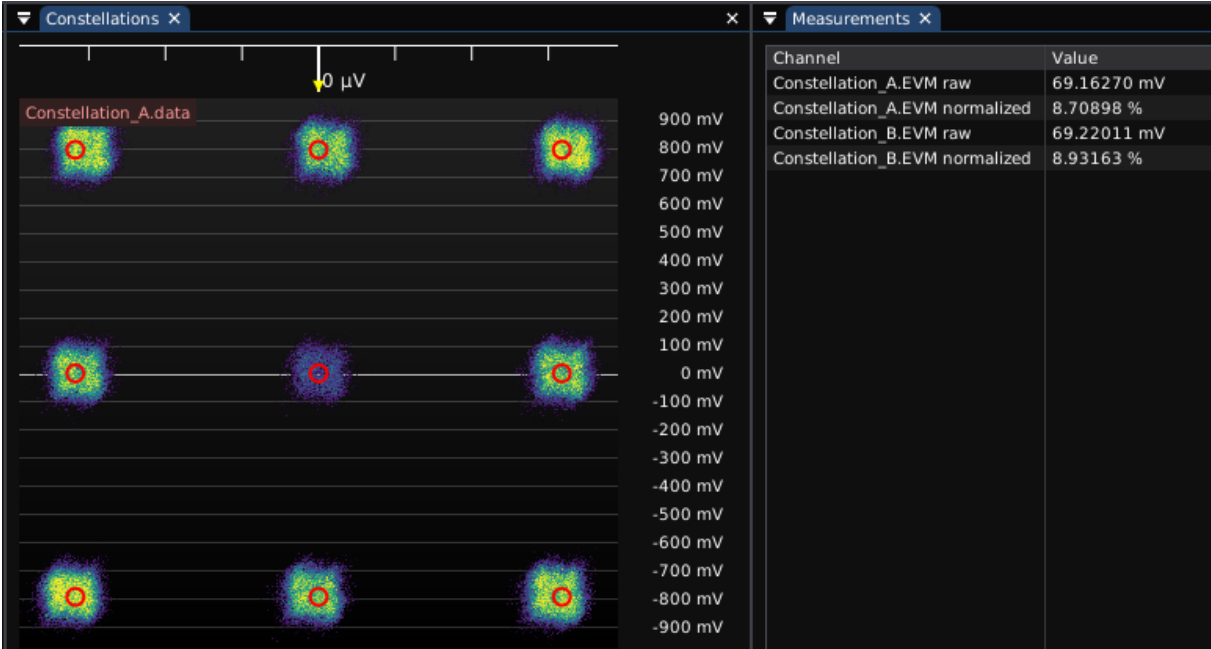 Constellations ×
×
0 µV
Constellation_A.data
900 mV
800 mV
700 mV
600 mV
500 mV
400 mV
300 mV
200 mV
100 mV
0 mV
-100 mV
-200 mV
-300 mV
-400 mV
-500 mV
-600 mV
-700 mV
-800 mV
-900 mV
Measurements ×
Channel Value
Constellation_A.EVM raw 69.16270 mV
Constellation_A.EVM normalized 8.70898 %
Constellation_B.EVM raw 69.22011 mV
Constellation_B.EVM normalized 8.93163 %